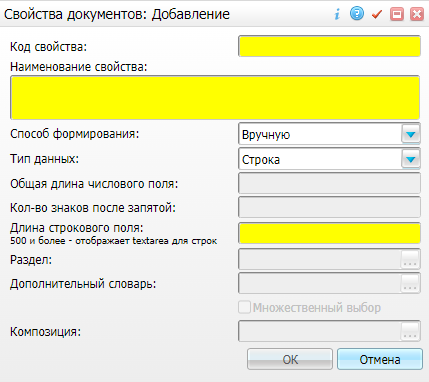 Свойства документов: Добавление
Код свойства:
Наименование свойства:
Способ формирования:
Вручную
Тип данных:
Строка
Общая длина числового поля:
Кол-во знаков после запятой:
Длина строкового поля:
500 и более - отображает textarea для строк
Раздел:
...
Дополнительный словарь:
...
Множественный выбор
Композиция:
...
ОК
Отмена